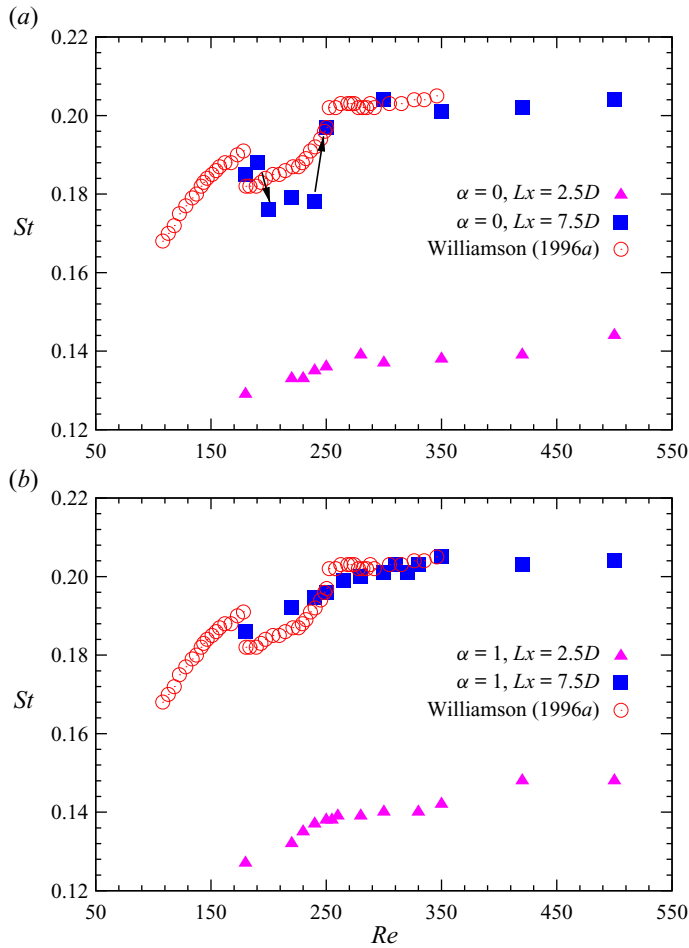 (a)
0.22
0.20
0.18
St
0.16
0.14
0.12
α = 0, Lx = 2.5D
α = 0, Lx = 7.5D
Williamson (1996a)
50 150 250 350 450 550
(b)
0.22
0.20
0.18
St
0.16
0.14
0.12
α = 1, Lx = 2.5D
α = 1, Lx = 7.5D
Williamson (1996a)
50 150 250 350 450 550
Re